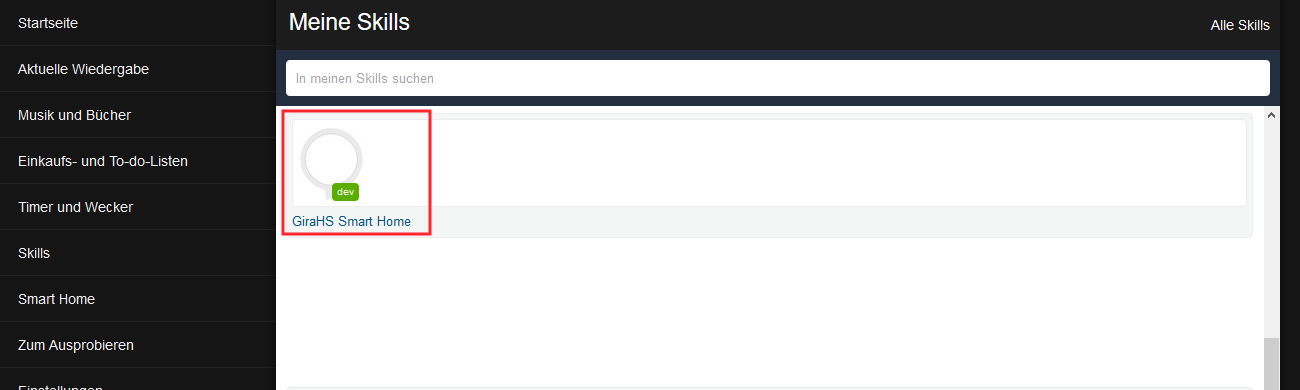 Startseite
Aktuelle Wiedergabe
Musik und Bücher
Einkaufs- und To-do-Listen
Timer und Wecker
Skills
Smart Home
Zum Ausprobieren
Einstellungen
Meine Skills
Alle Skills
In meinen Skills suchen
dev
GiraHS Smart Home